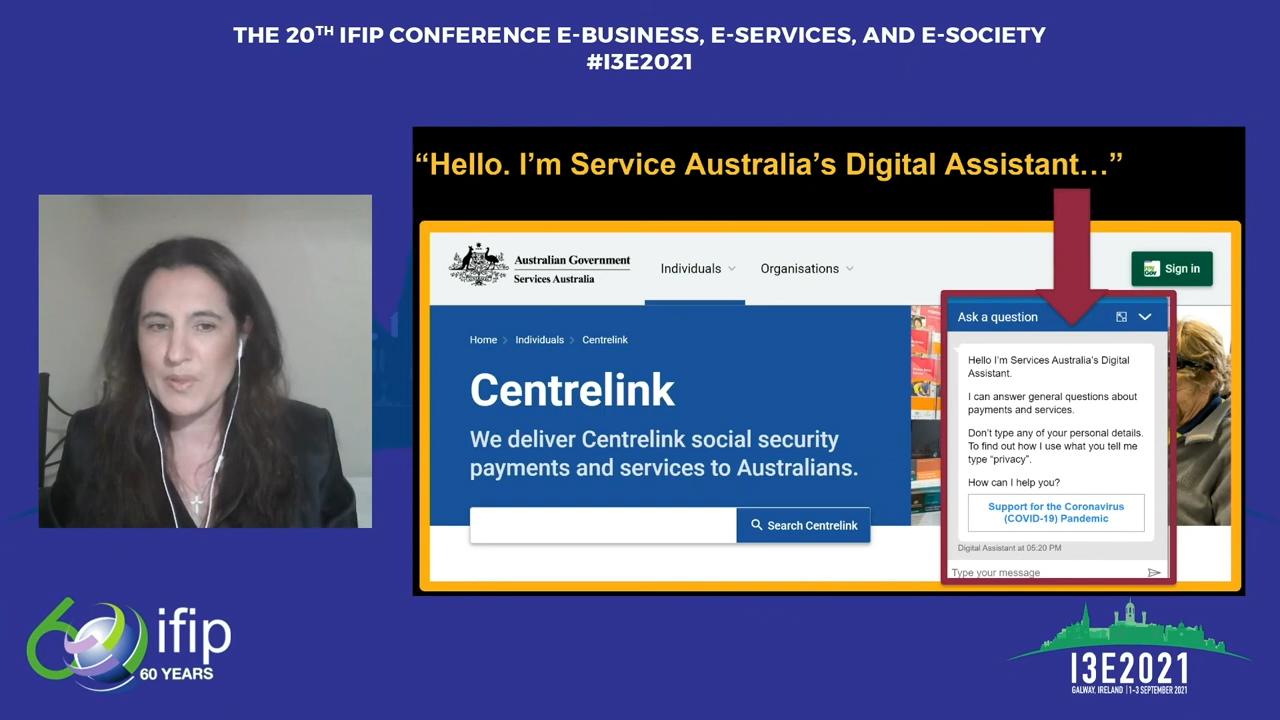 THE 20TH IFIP CONFERENCE E-BUSINESS, E-SERVICES, AND E-SOCIETY
#I3E2021
“Hello. I’m Service Australia’s Digital Assistant…”
Australian Government
Services Australia
Individuals
Organisations
myGov
Sign in
Home
Individuals
Centrelink
Centrelink
We deliver Centrelink social security
payments and services to Australians.
Search Centrelink
Ask a question
Hello I’m Services Australia’s Digital
Assistant.
I can answer general questions about
payments and services.
Don’t type any of your personal details.
To find out how I use what you tell me
type “privacy”.
How can I help you?
Support for the Coronavirus
(COVID-19) Pandemic
Digital Assistant at 05:20 PM
Type your message
60 ifip
60 YEARS
I3E2021
GALWAY, IRELAND | 1-3 SEPTEMBER 2021